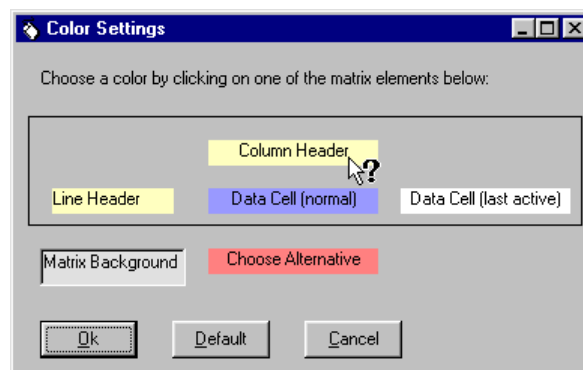 Color Settings
Choose a color by clicking on one of the matrix elements below:
Column Header
Line Header
Data Cell (normal)
Data Cell (last active)
Matrix Background
Choose Alternative
Ok
Default
Cancel